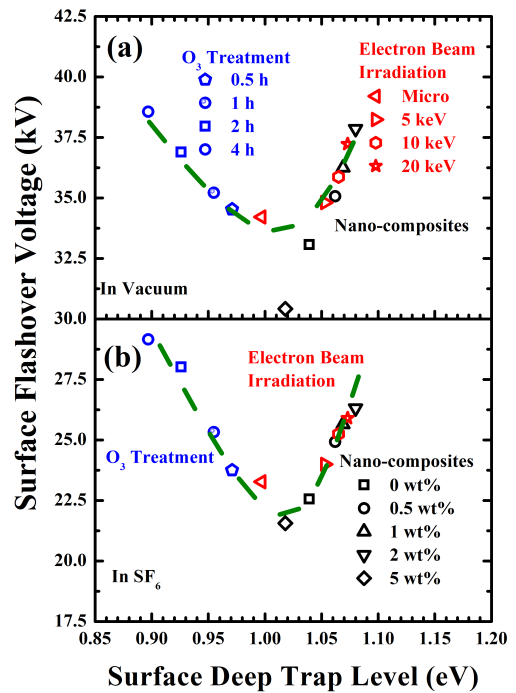 Surface Flashover Voltage (kV)
42.5
40.0
37.5
35.0
32.5
30.0
(a)
O₃ Treatment
0.5 h
1 h
2 h
4 h
Electron Beam
Irradiation
Micro
5 keV
10 keV
20 keV
Nano-composites
In Vacuum
27.5
25.0
22.5
20.0
17.5
(b)
Electron Beam
Irradiation
O₃ Treatment
Nano-composites
0 wt%
0.5 wt%
1 wt%
2 wt%
5 wt%
In SF₆
0.85 0.90 0.95 1.00 1.05 1.10 1.15 1.20
Surface Deep Trap Level (eV)